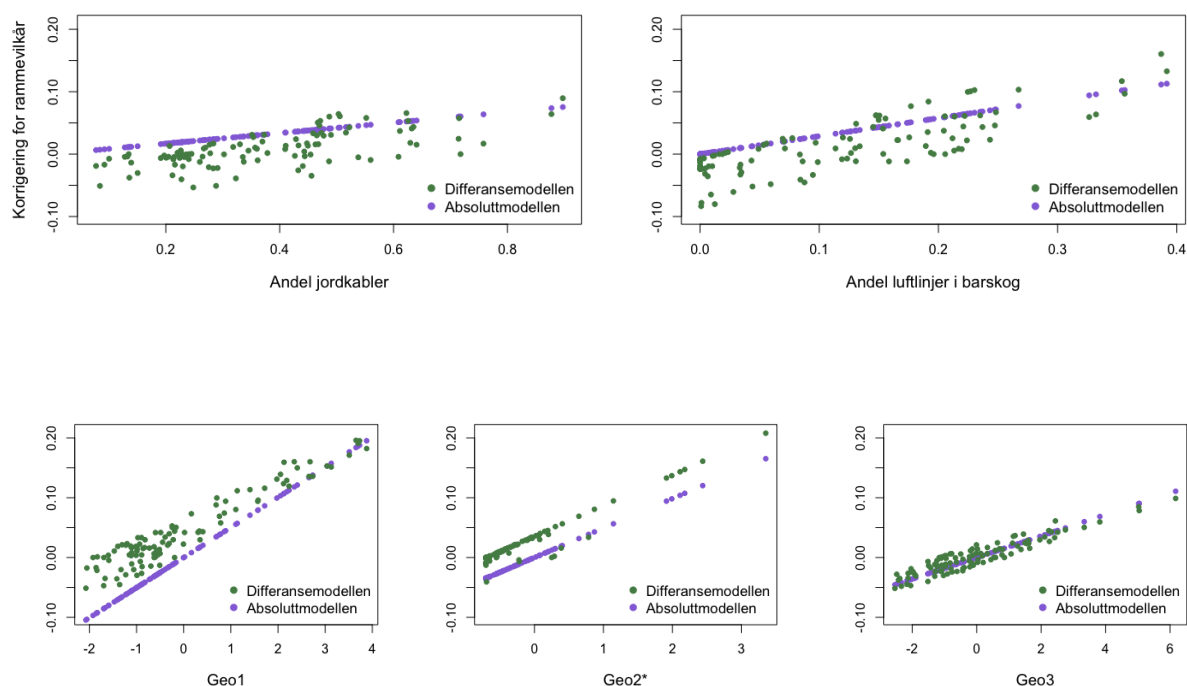 Korrigering for rammevilkår
0.20
0.10
0.00
-0.10
Differansemodellen
Absoluttmodellen
0.2 0.4 0.6 0.8
Andel jordkabler
0.20
0.10
0.00
-0.10
Differansemodellen
Absoluttmodellen
0.0 0.1 0.2 0.3 0.4
Andel luftlinjer i barskog
0.20
0.10
0.00
-0.10
Differansemodellen
Absoluttmodellen
-2 -1 0 1 2 3 4
Geo1
0.20
0.10
0.00
-0.10
Differansemodellen
Absoluttmodellen
0 1 2 3
Geo2*
0.20
0.10
0.00
-0.10
Differansemodellen
Absoluttmodellen
-2 0 2 4 6
Geo3